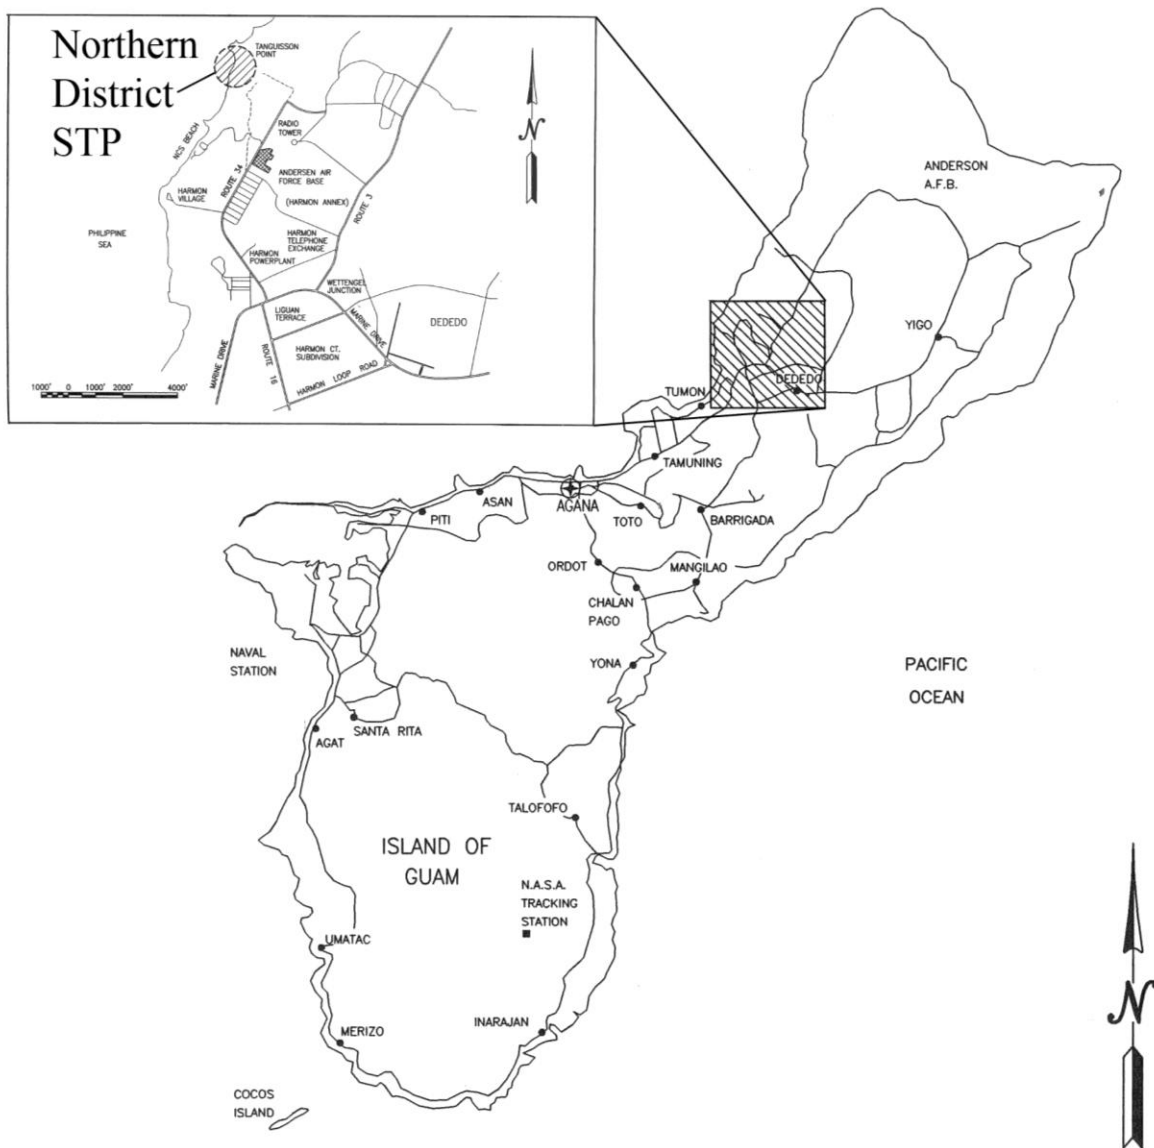 Northern
District
STP
TANGUISSON
POINT
NCS BEACH
RADIO
TOWER
ROUTE 34
ANDERSEN AIR
FORCE BASE
(HARMON ANNEX)
ROUTE 3
HARMON
VILLAGE
PHILIPPINE
SEA
HARMON
TELEPHONE
EXCHANGE
HARMON
POWERPLANT
WETTENGEL
JUNCTION
LIGUAN
TERRACE
MARINE DRIVE
DEDEDO
MARINE DRIVE
ROUTE 16
HARMON CT.
SUBDIVISION
HARMON LOOP ROAD
1000' 0 1000' 2000' 4000'
N
ANDERSON
A.F.B.
YIGO
DEDEDO
TUMON
TAMUNING
ASAN
PITI
AGANA
TOTO
BARRIGADA
ORDOT
MANGILAO
CHALAN
PAGO
NAVAL
STATION
YONA
PACIFIC
OCEAN
SANTA RITA
AGAT
TALOFOFO
ISLAND OF
GUAM
N.A.S.A.
TRACKING
STATION
UMATAC
INARAJAN
MERIZO
COCOS
ISLAND
N